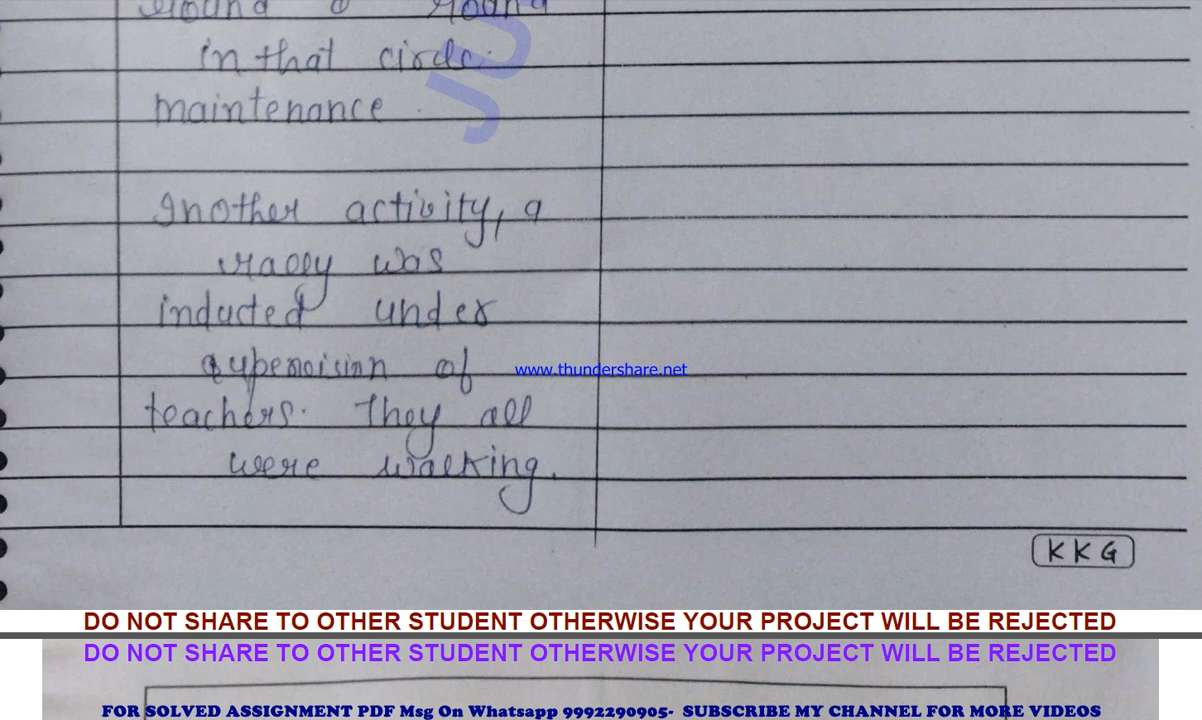 round a round
in that circle.
maintenance.
Inother activity, a
rally was
inducted under
supervision of
www.thundershare.net
teachers. They all
were walking.
KKG
DO NOT SHARE TO OTHER STUDENT OTHERWISE YOUR PROJECT WILL BE REJECTED
DO NOT SHARE TO OTHER STUDENT OTHERWISE YOUR PROJECT WILL BE REJECTED
FOR SOLVED ASSIGNMENT PDF Msg On Whatsapp 9992290905- SUBSCRIBE MY CHANNEL FOR MORE VIDEOS